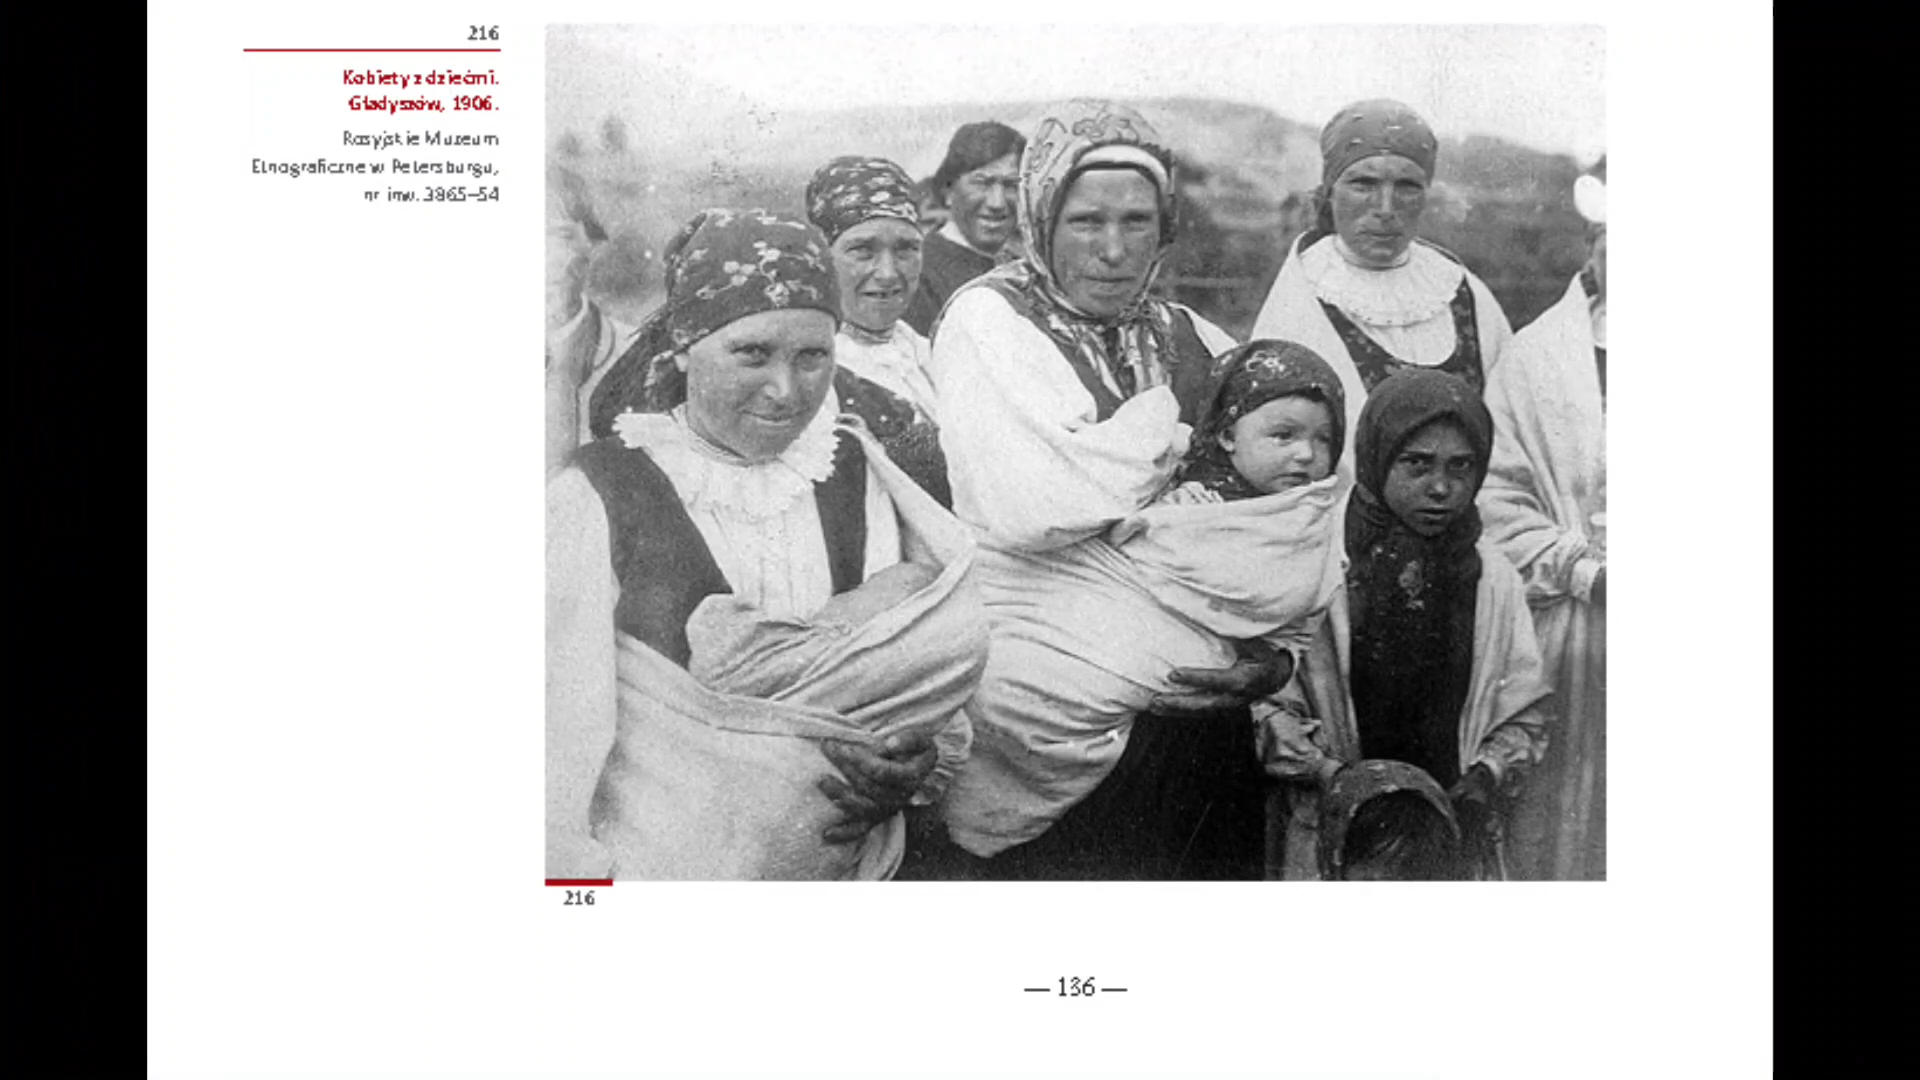 216
Kobiety z dziećmi.
Gładyszów, 1906.
Rosyjskie Muzeum
Etnograficzne w Petersburgu,
nr inw. 3865–54
216
— 136 —